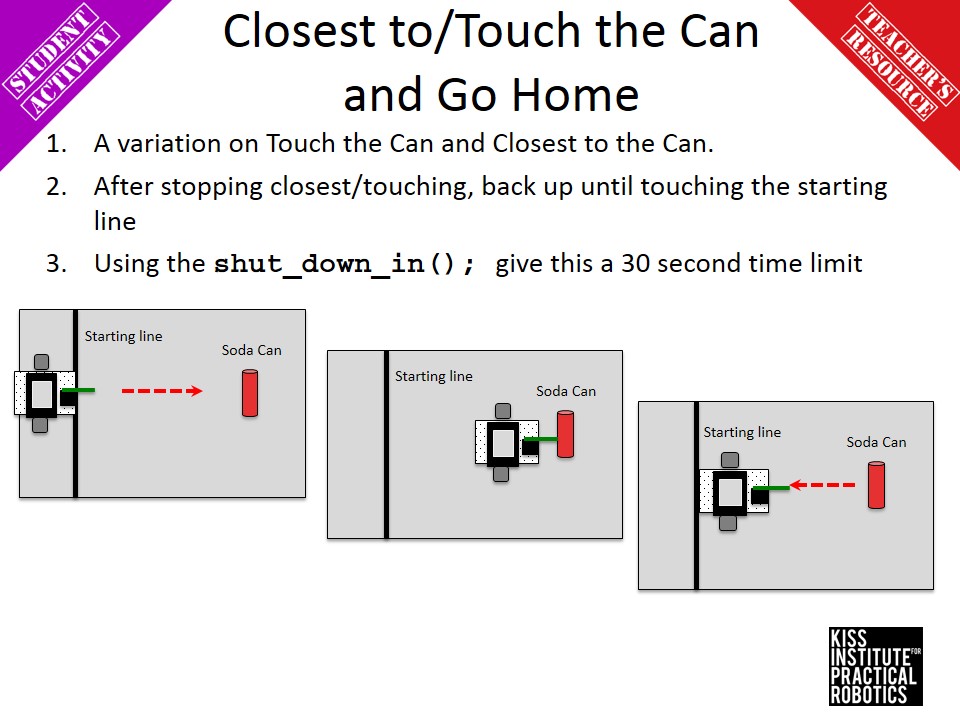 STUDENT
ACTIVITY
Closest to/Touch the Can
and Go Home
TEACHER'S
RESOURCE
1. A variation on Touch the Can and Closest to the Can.
2. After stopping closest/touching, back up until touching the starting
line
3. Using the shut_down_in(); give this a 30 second time limit
Starting line
Soda Can
Starting line
Soda Can
Starting line
Soda Can
KISS
INSTITUTE FOR
PRACTICAL
ROBOTICS